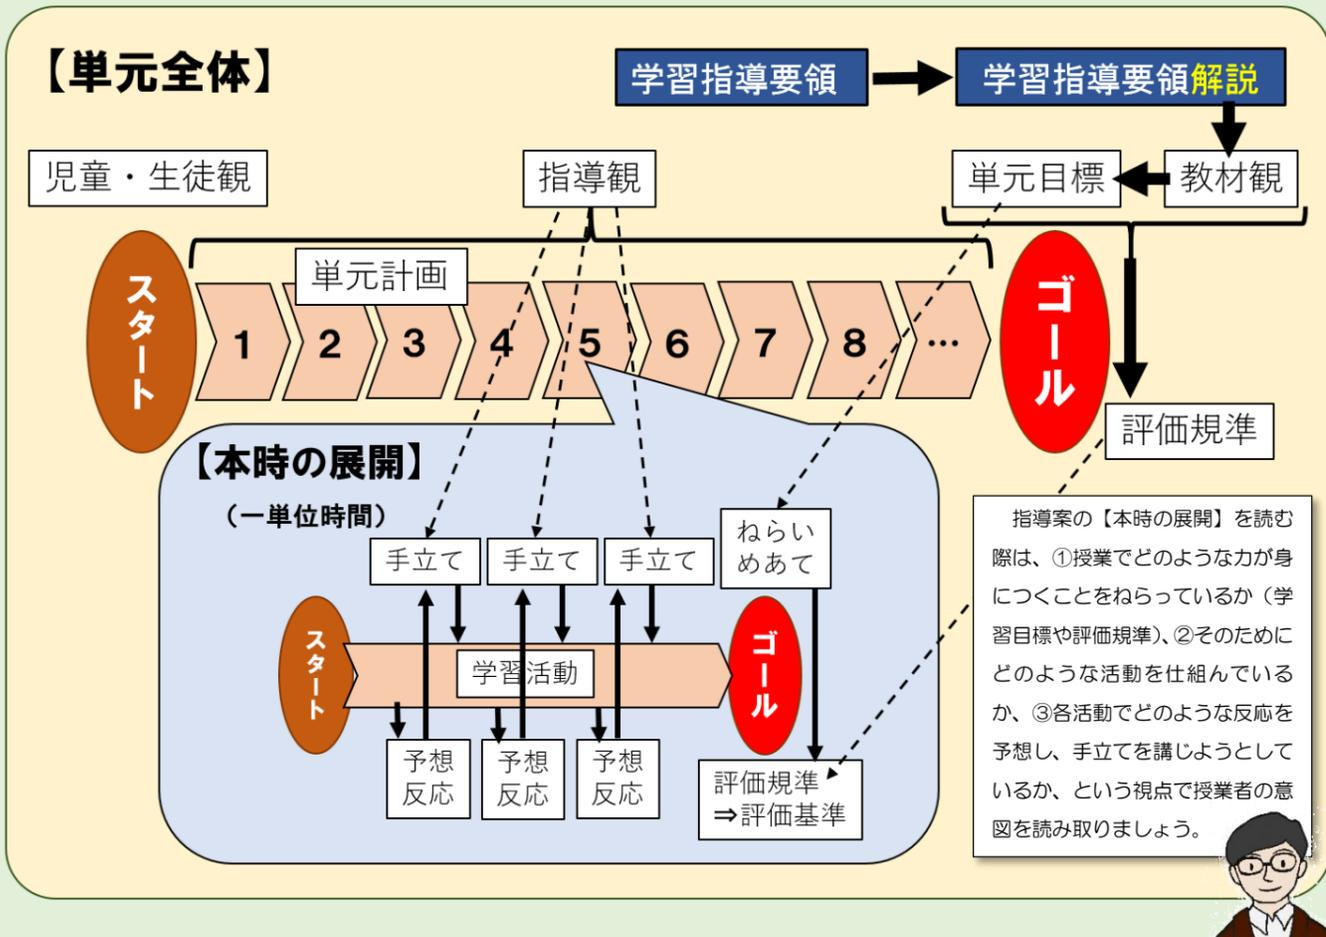 【単元全体】
学習指導要領
学習指導要領解説
児童・生徒観
指導観
単元目標
教材観
単元計画
スタート
1
2
3
4
5
6
7
8
…
ゴール
評価規準
【本時の展開】
（一単位時間）
手立て
手立て
手立て
ねらい
めあて
スタート
学習活動
ゴール
予想
反応
予想
反応
予想
反応
評価規準
⇒評価基準
指導案の【本時の展開】を読む
際は、①授業でどのような力が身
につくことをねらっているか（学
習目標や評価規準）、②そのために
どのような活動を仕組んでいる
か、③各活動でどのような反応を
予想し、手立てを講じようとして
いるか、という視点で授業者の意
図を読み取りましょう。